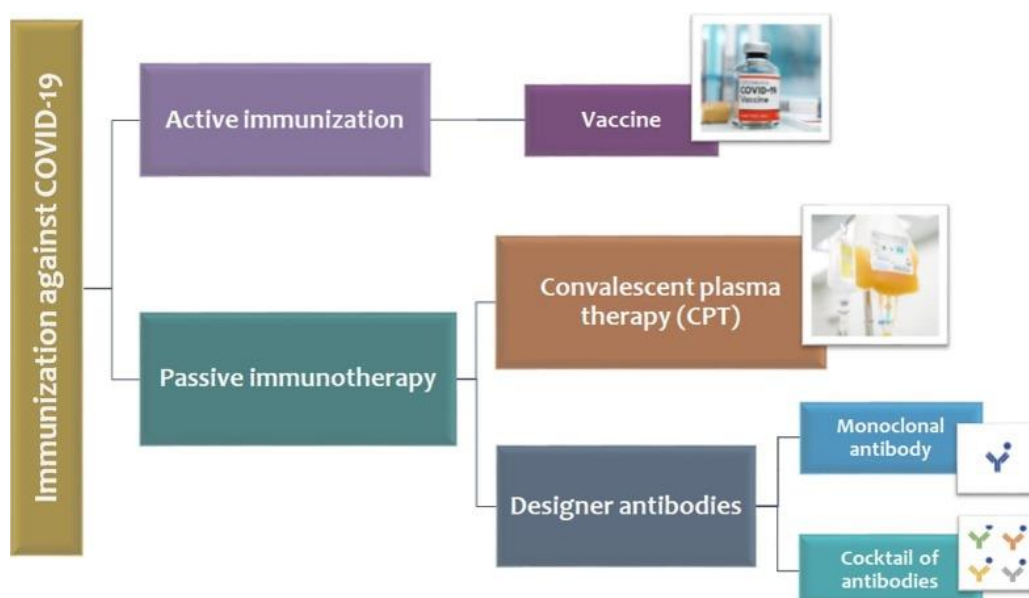 Immunization against COVID-19
Active immunization
Vaccine
COVID-19
Vaccine
Convalescent plasma
therapy (CPT)
Passive immunotherapy
Monoclonal
antibody
Designer antibodies
Cocktail of
antibodies